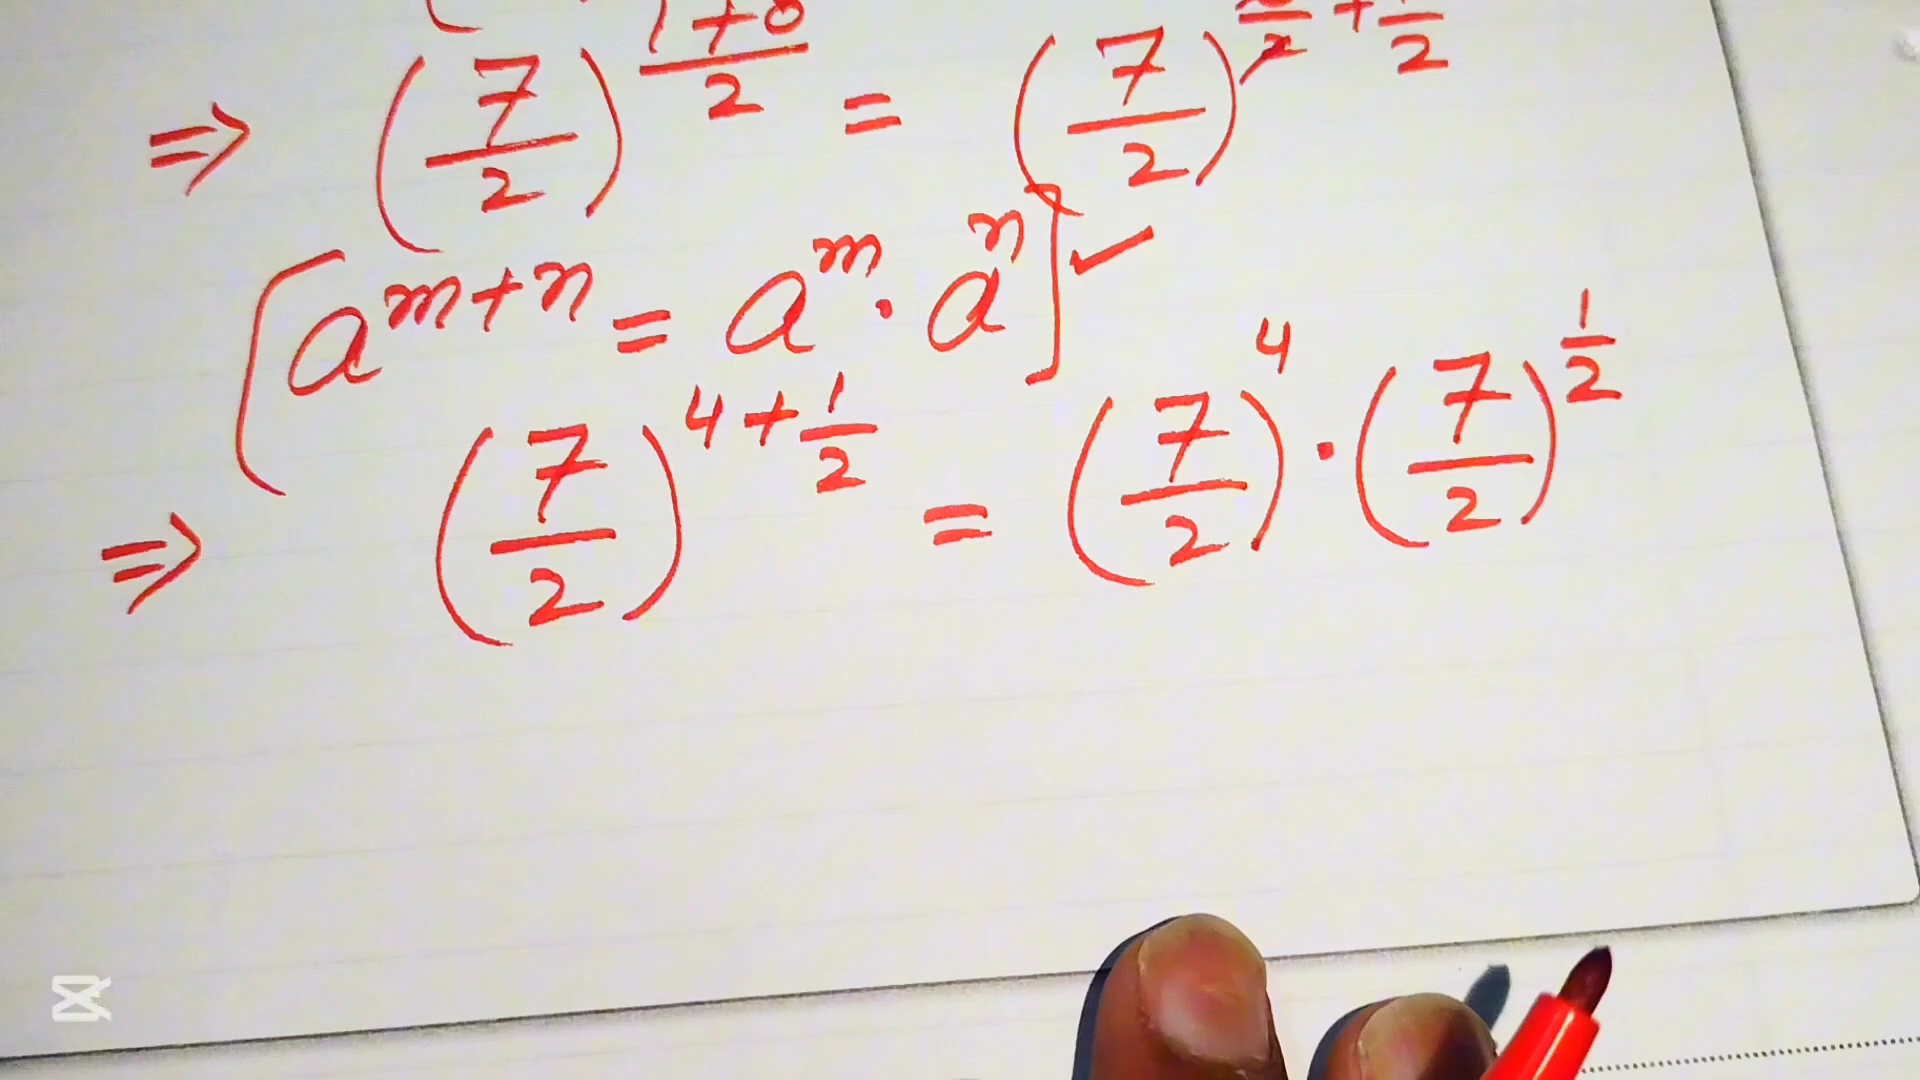 ⇒ (7/2)^((1+8)/2) = (7/2)^(8/2 + 1/2)
[a^(m+n) = a^m · a^n] ✓
⇒ (7/2)^(4 + 1/2) = (7/2)^4 · (7/2)^(1/2)